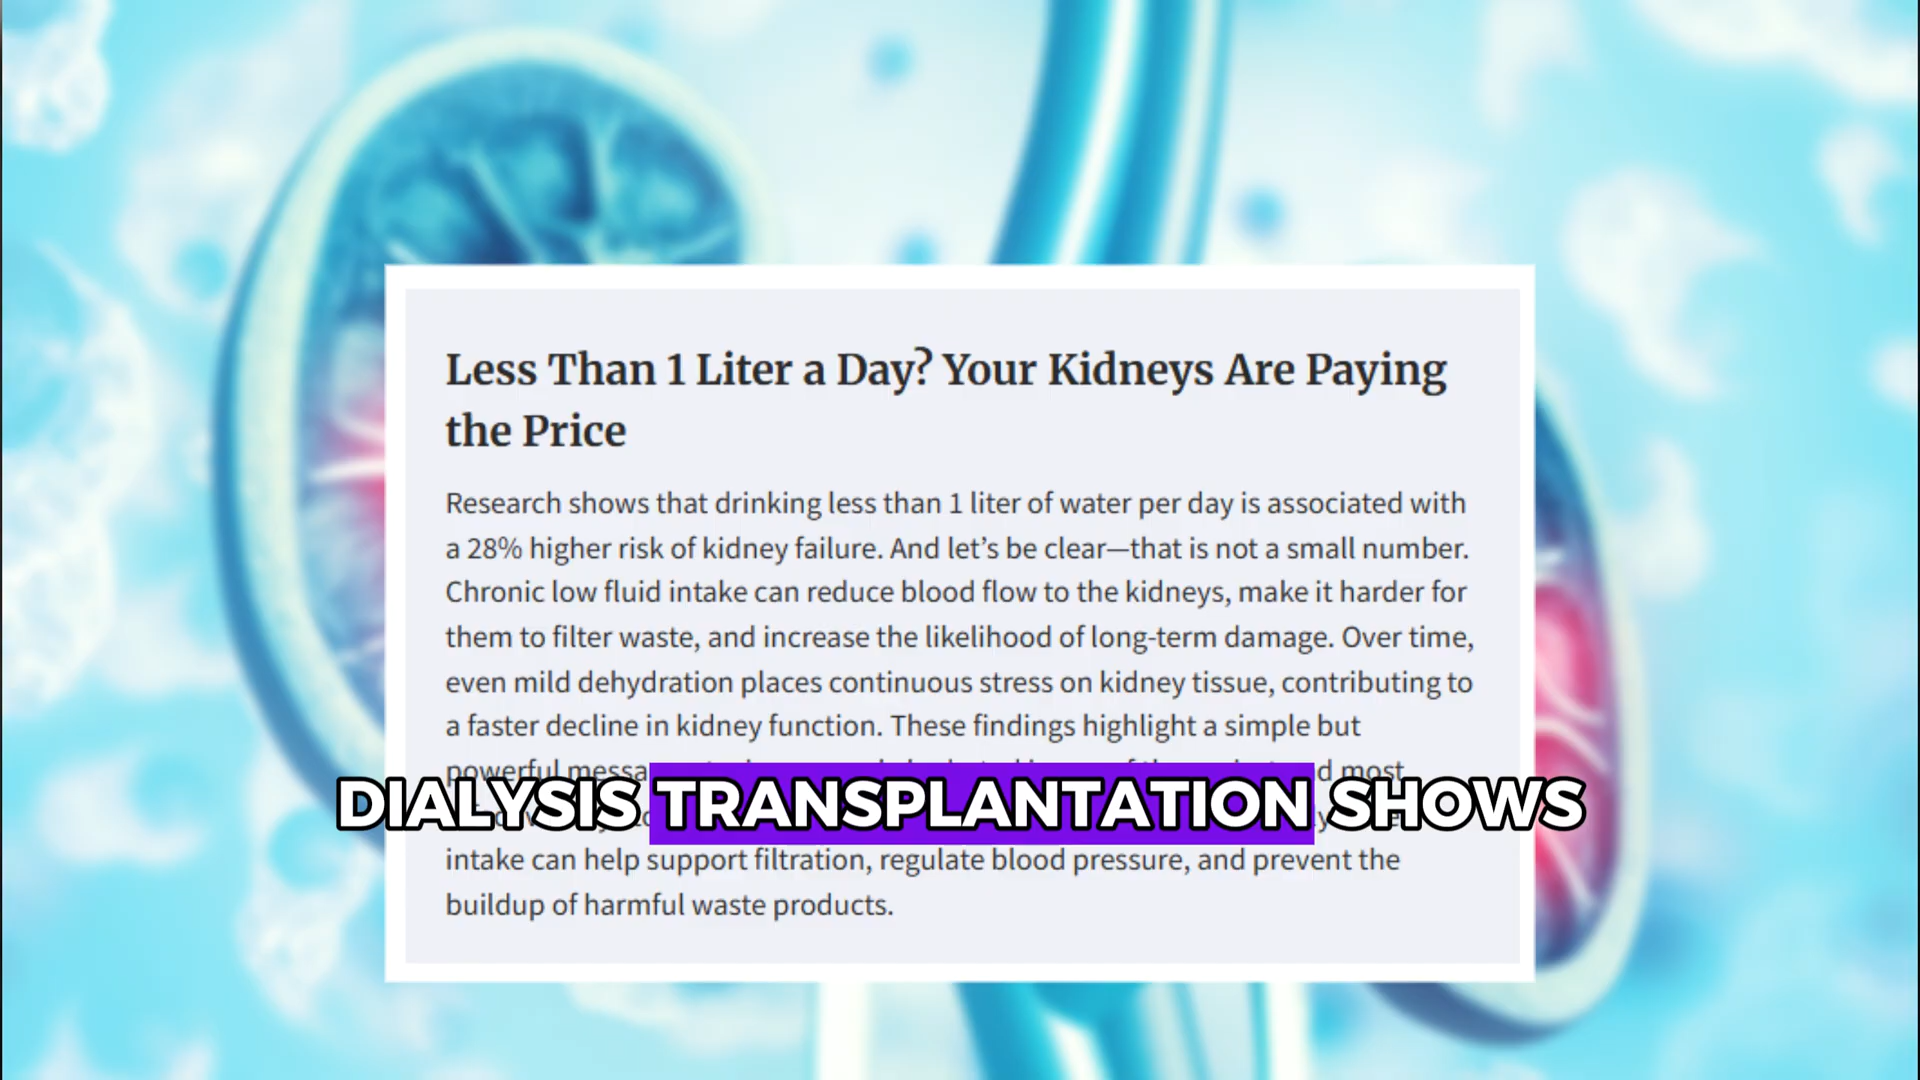 Less Than 1 Liter a Day? Your Kidneys Are Paying
the Price
Research shows that drinking less than 1 liter of water per day is associated with
a 28% higher risk of kidney failure. And let’s be clear—that is not a small number.
Chronic low fluid intake can reduce blood flow to the kidneys, make it harder for
them to filter waste, and increase the likelihood of long-term damage. Over time,
even mild dehydration places continuous stress on kidney tissue, contributing to
a faster decline in kidney function. These findings highlight a simple but
powerful most
DIALYSIS TRANSPLANTATION SHOWS
intake can help support filtration, regulate blood pressure, and prevent the
buildup of harmful waste products.